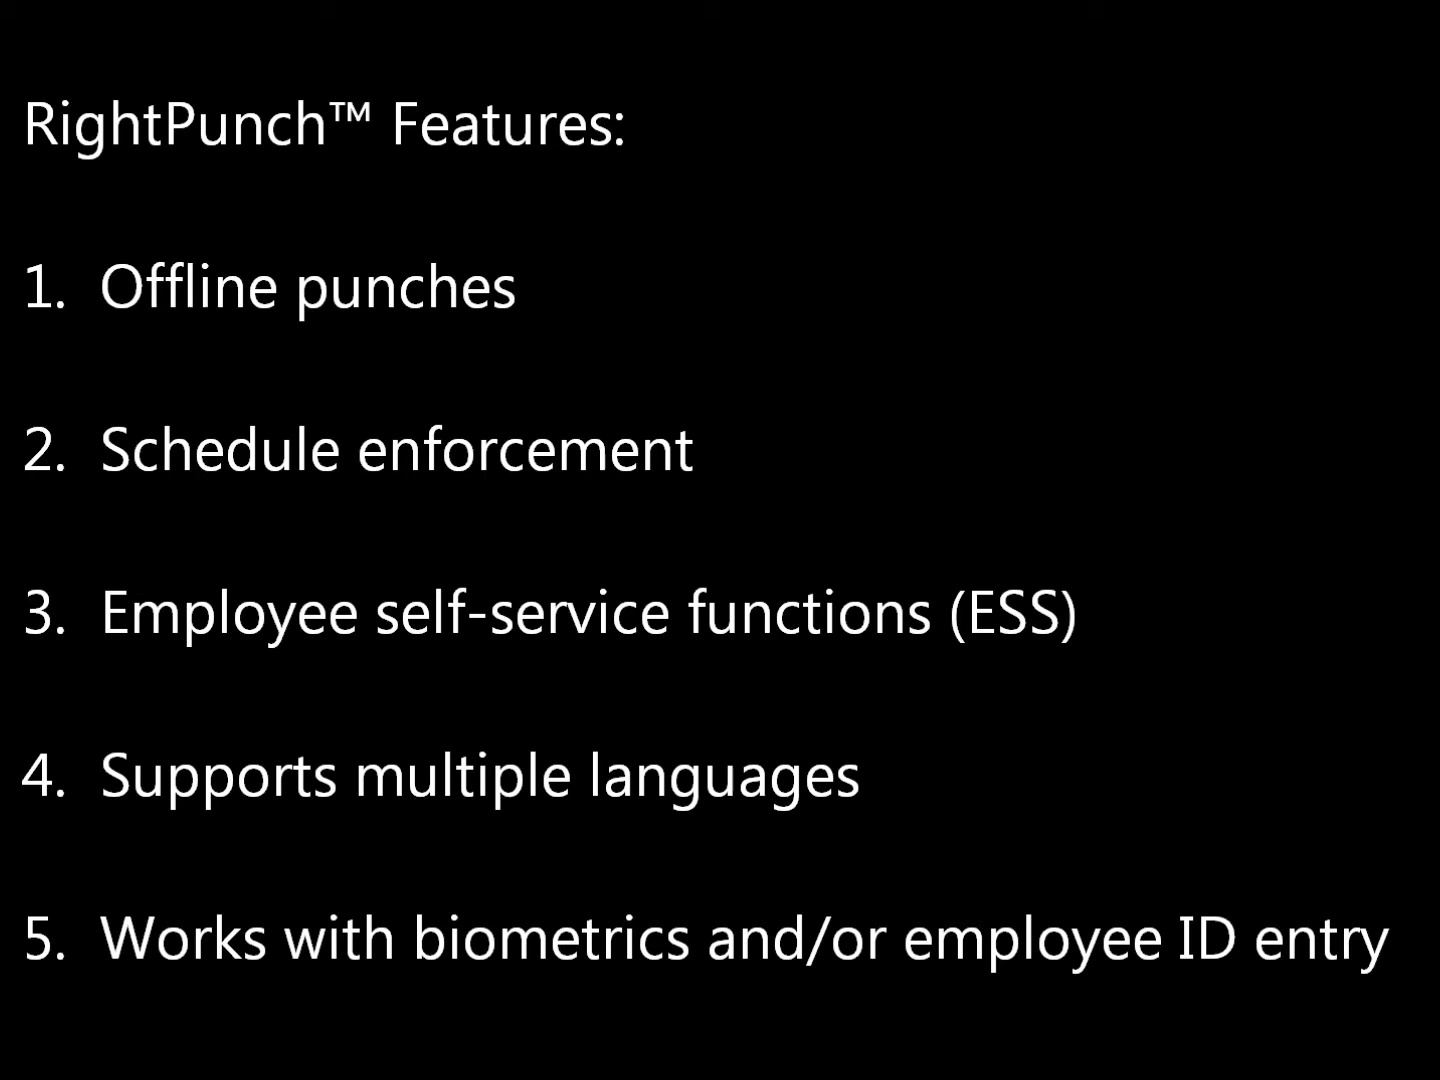 RightPunch™ Features:
1. Offline punches
2. Schedule enforcement
3. Employee self-service functions (ESS)
4. Supports multiple languages
5. Works with biometrics and/or employee ID entry